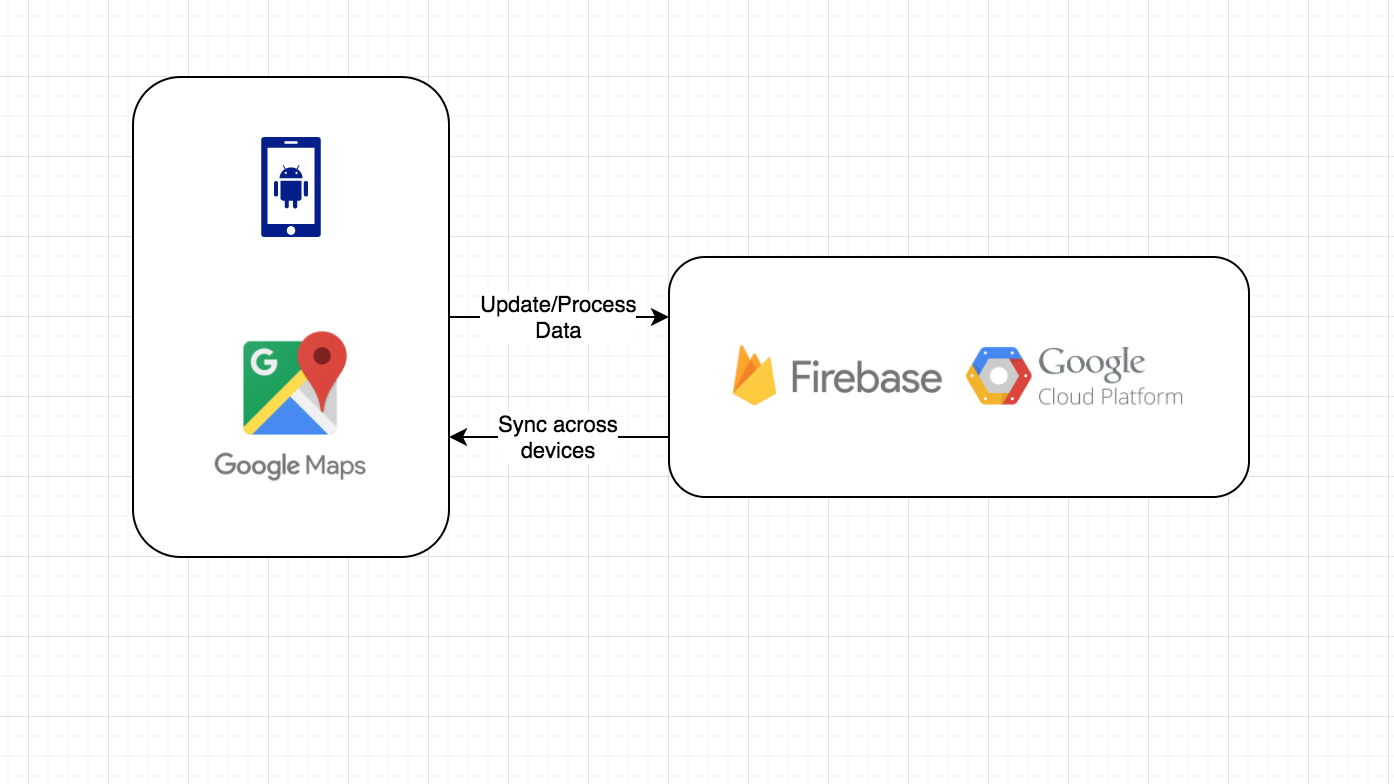 G
Google Maps
Update/Process
Data
Sync across
devices
Firebase
Google
Cloud Platform